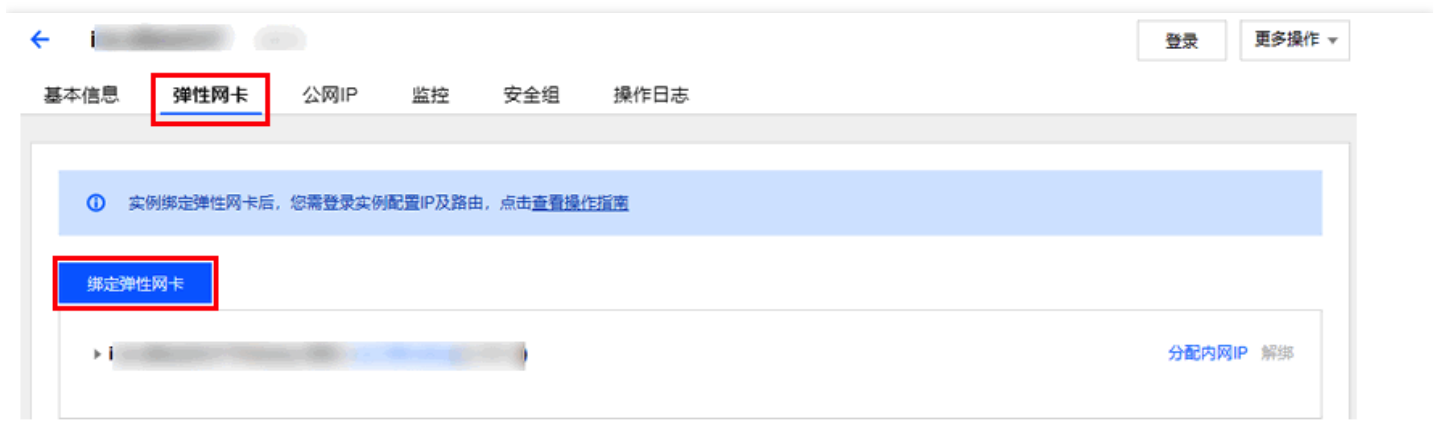 登录 更多操作
基本信息 弹性网卡 公网IP 监控 安全组 操作日志
实例绑定弹性网卡后，您需登录实例配置IP及路由，点击查看操作指南
绑定弹性网卡
分配内网IP 解绑